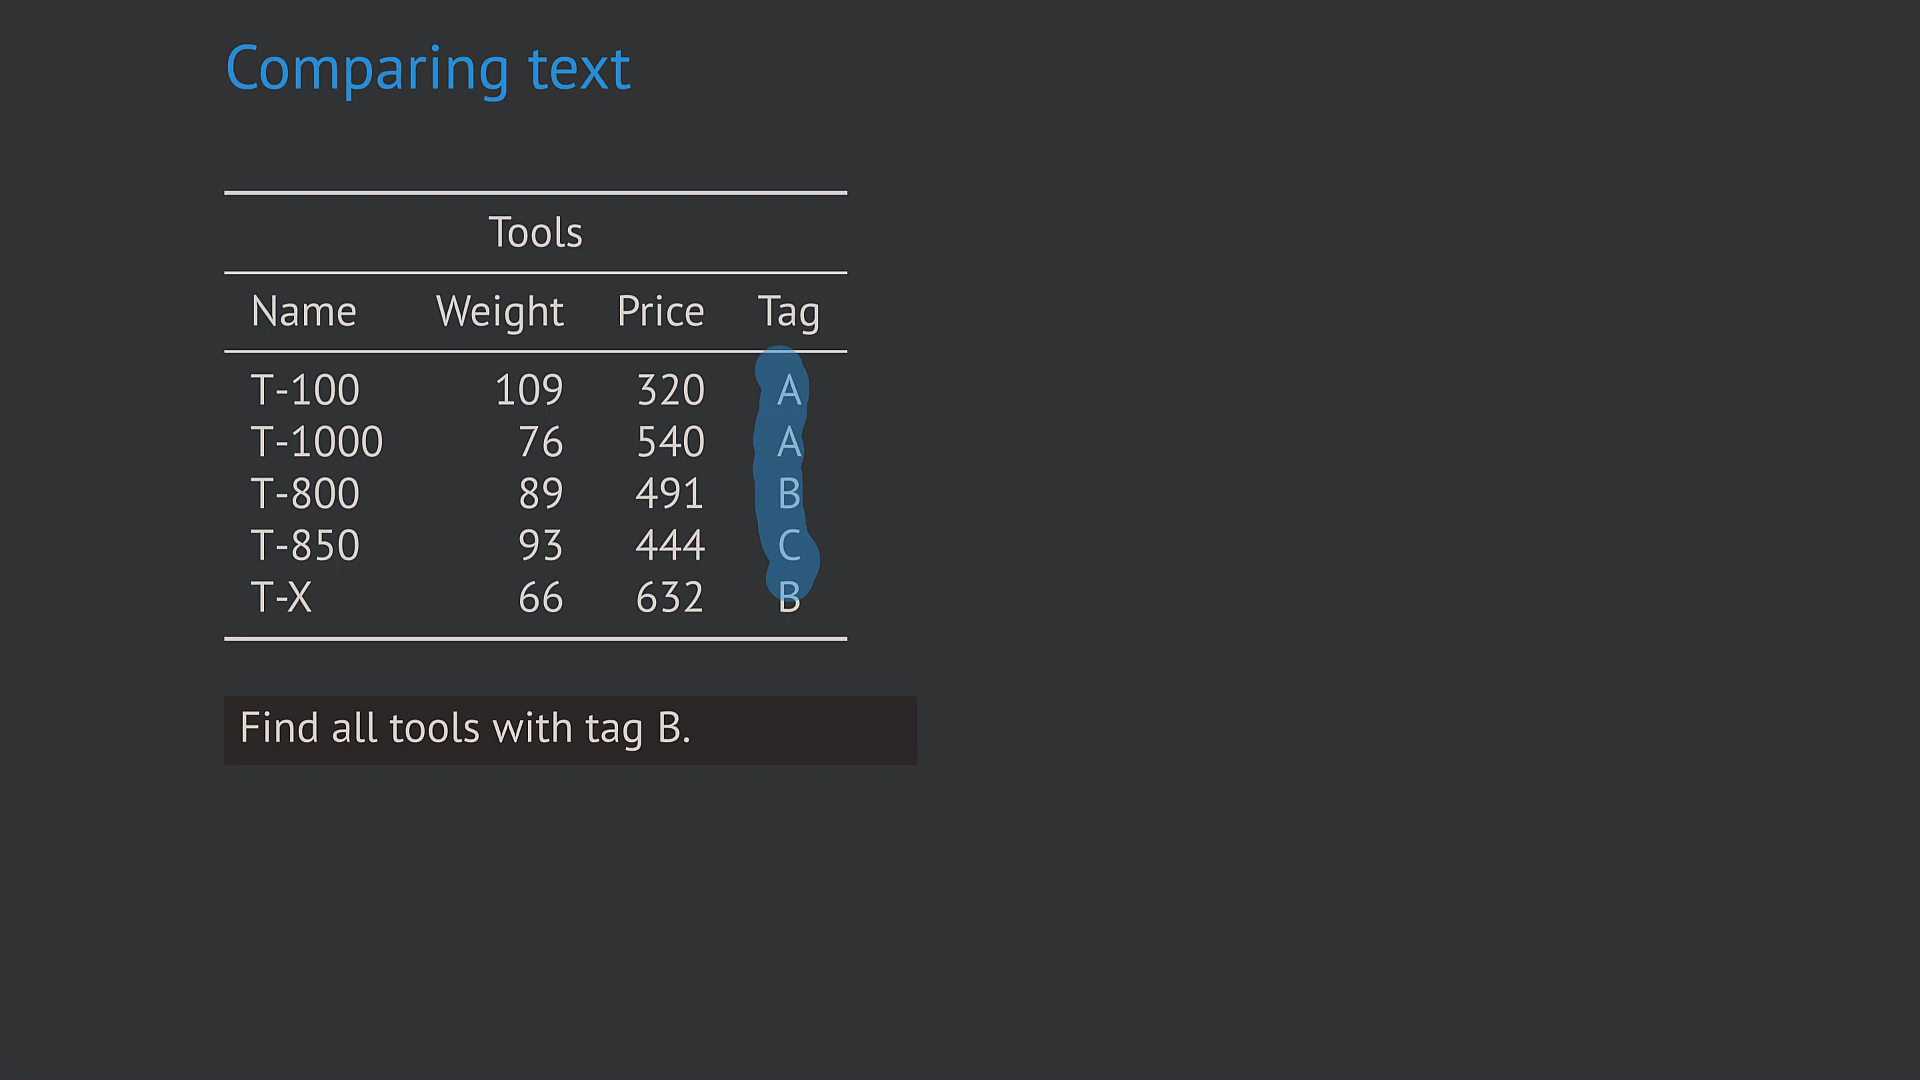 Comparing text
Tools
Name Weight Price Tag
T-100 109 320 A
T-1000 76 540 A
T-800 89 491 B
T-850 93 444 C
T-X 66 632 B
Find all tools with tag B.